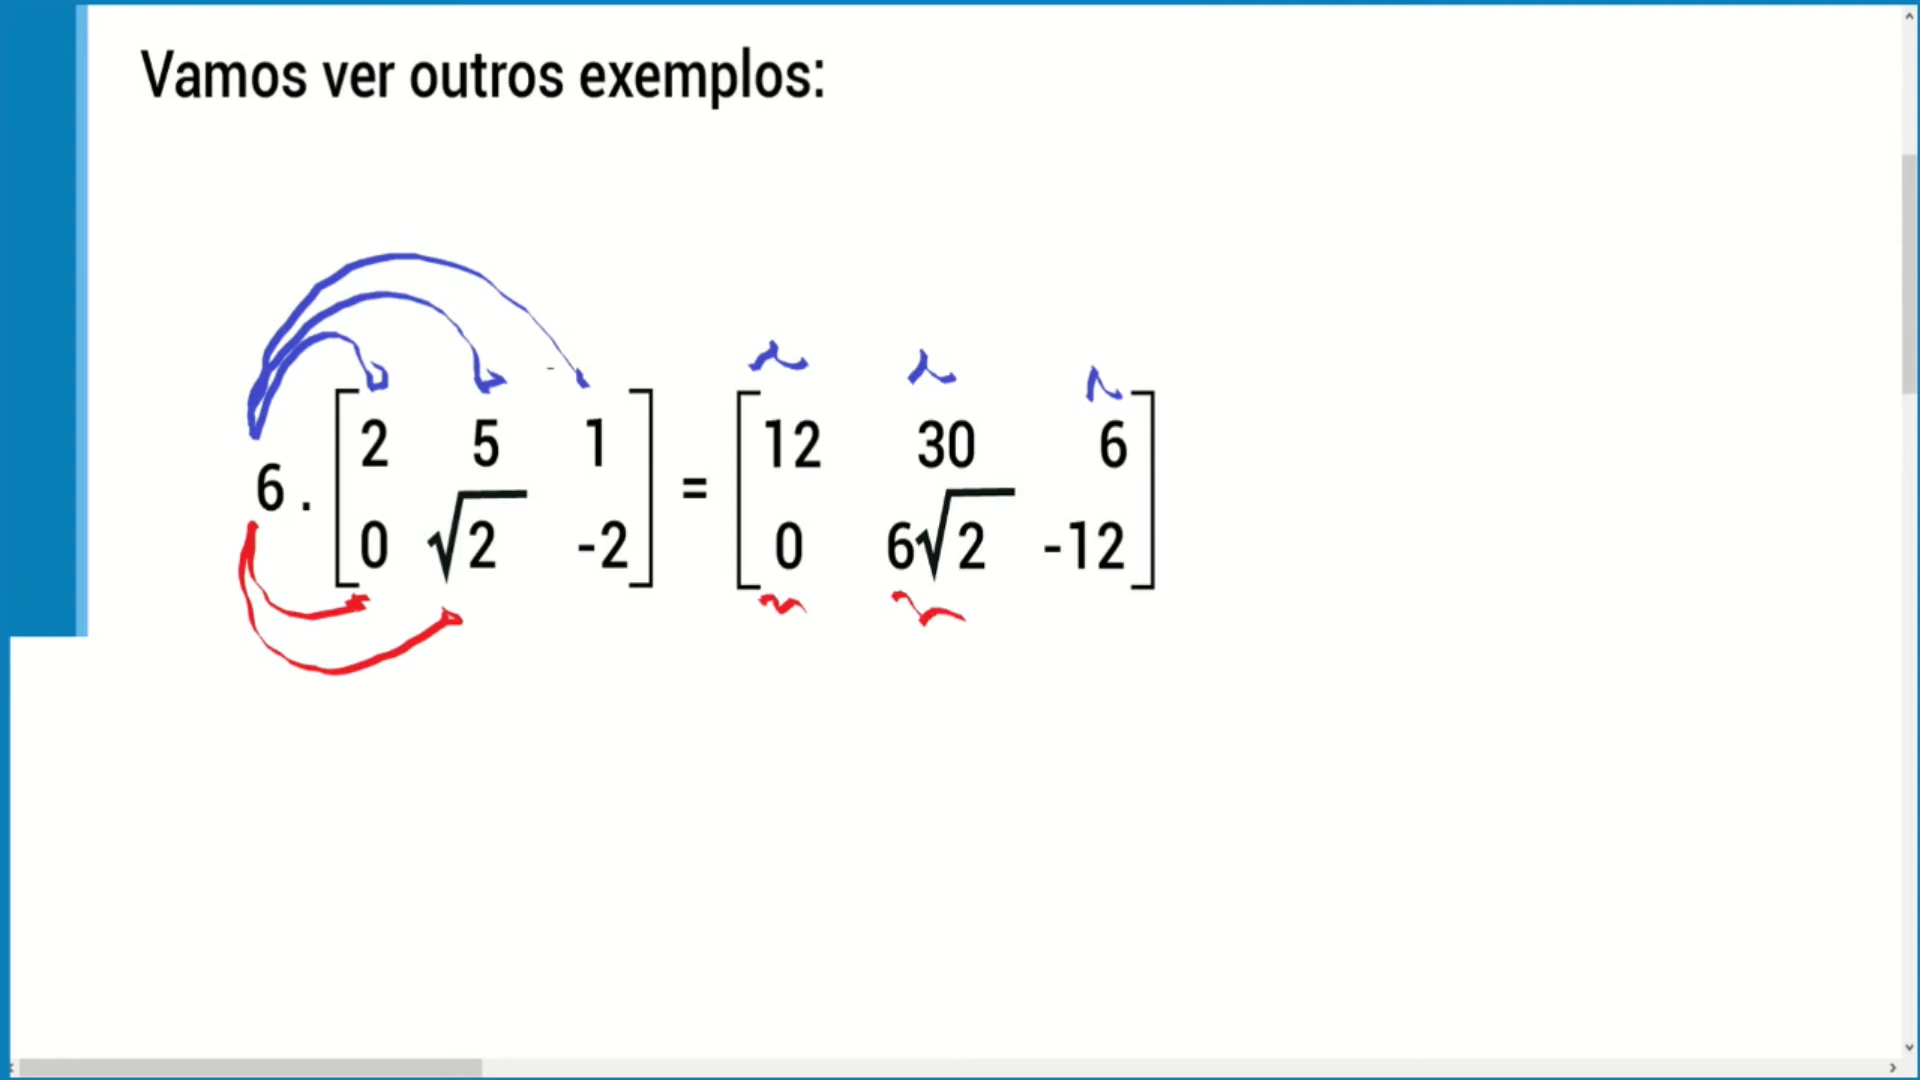 Vamos ver outros exemplos:
2 5 1 12 30 6
6 . =
0 √2 -2 0 6√2 -12